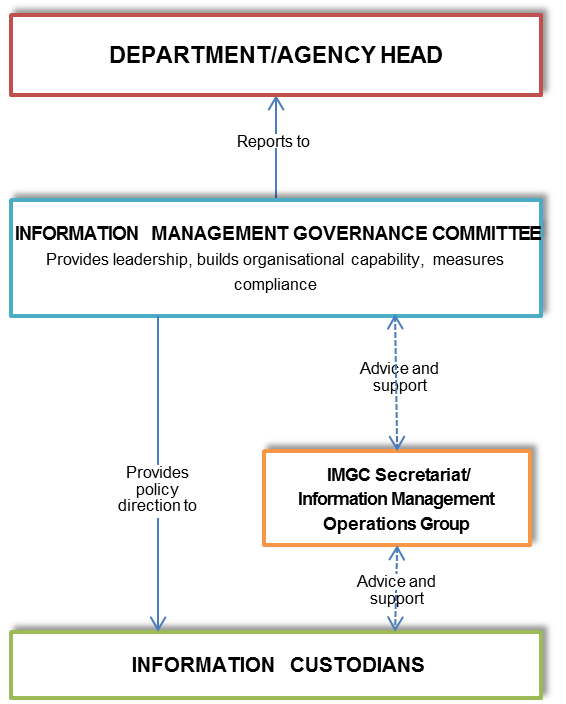 DEPARTMENT/AGENCY HEAD
Reports to
INFORMATION MANAGEMENT GOVERNANCE COMMITTEE
Provides leadership, builds organisational capability, measures
compliance
Advice and
support
IMGC Secretariat/
Information Management
Operations Group
Provides
policy
direction to
Advice and
support
INFORMATION CUSTODIANS